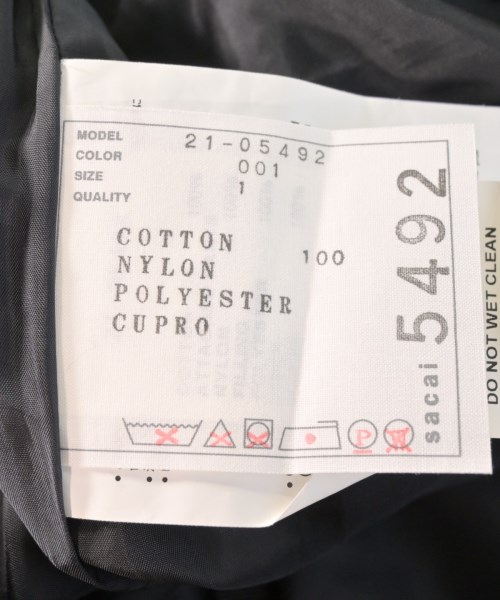 MODEL 21-05492
COLOR 001
SIZE 1
QUALITY
COTTON
NYLON 100
POLYESTER
CUPRO
P
sacai 5492
DO NOT WET CLEAN